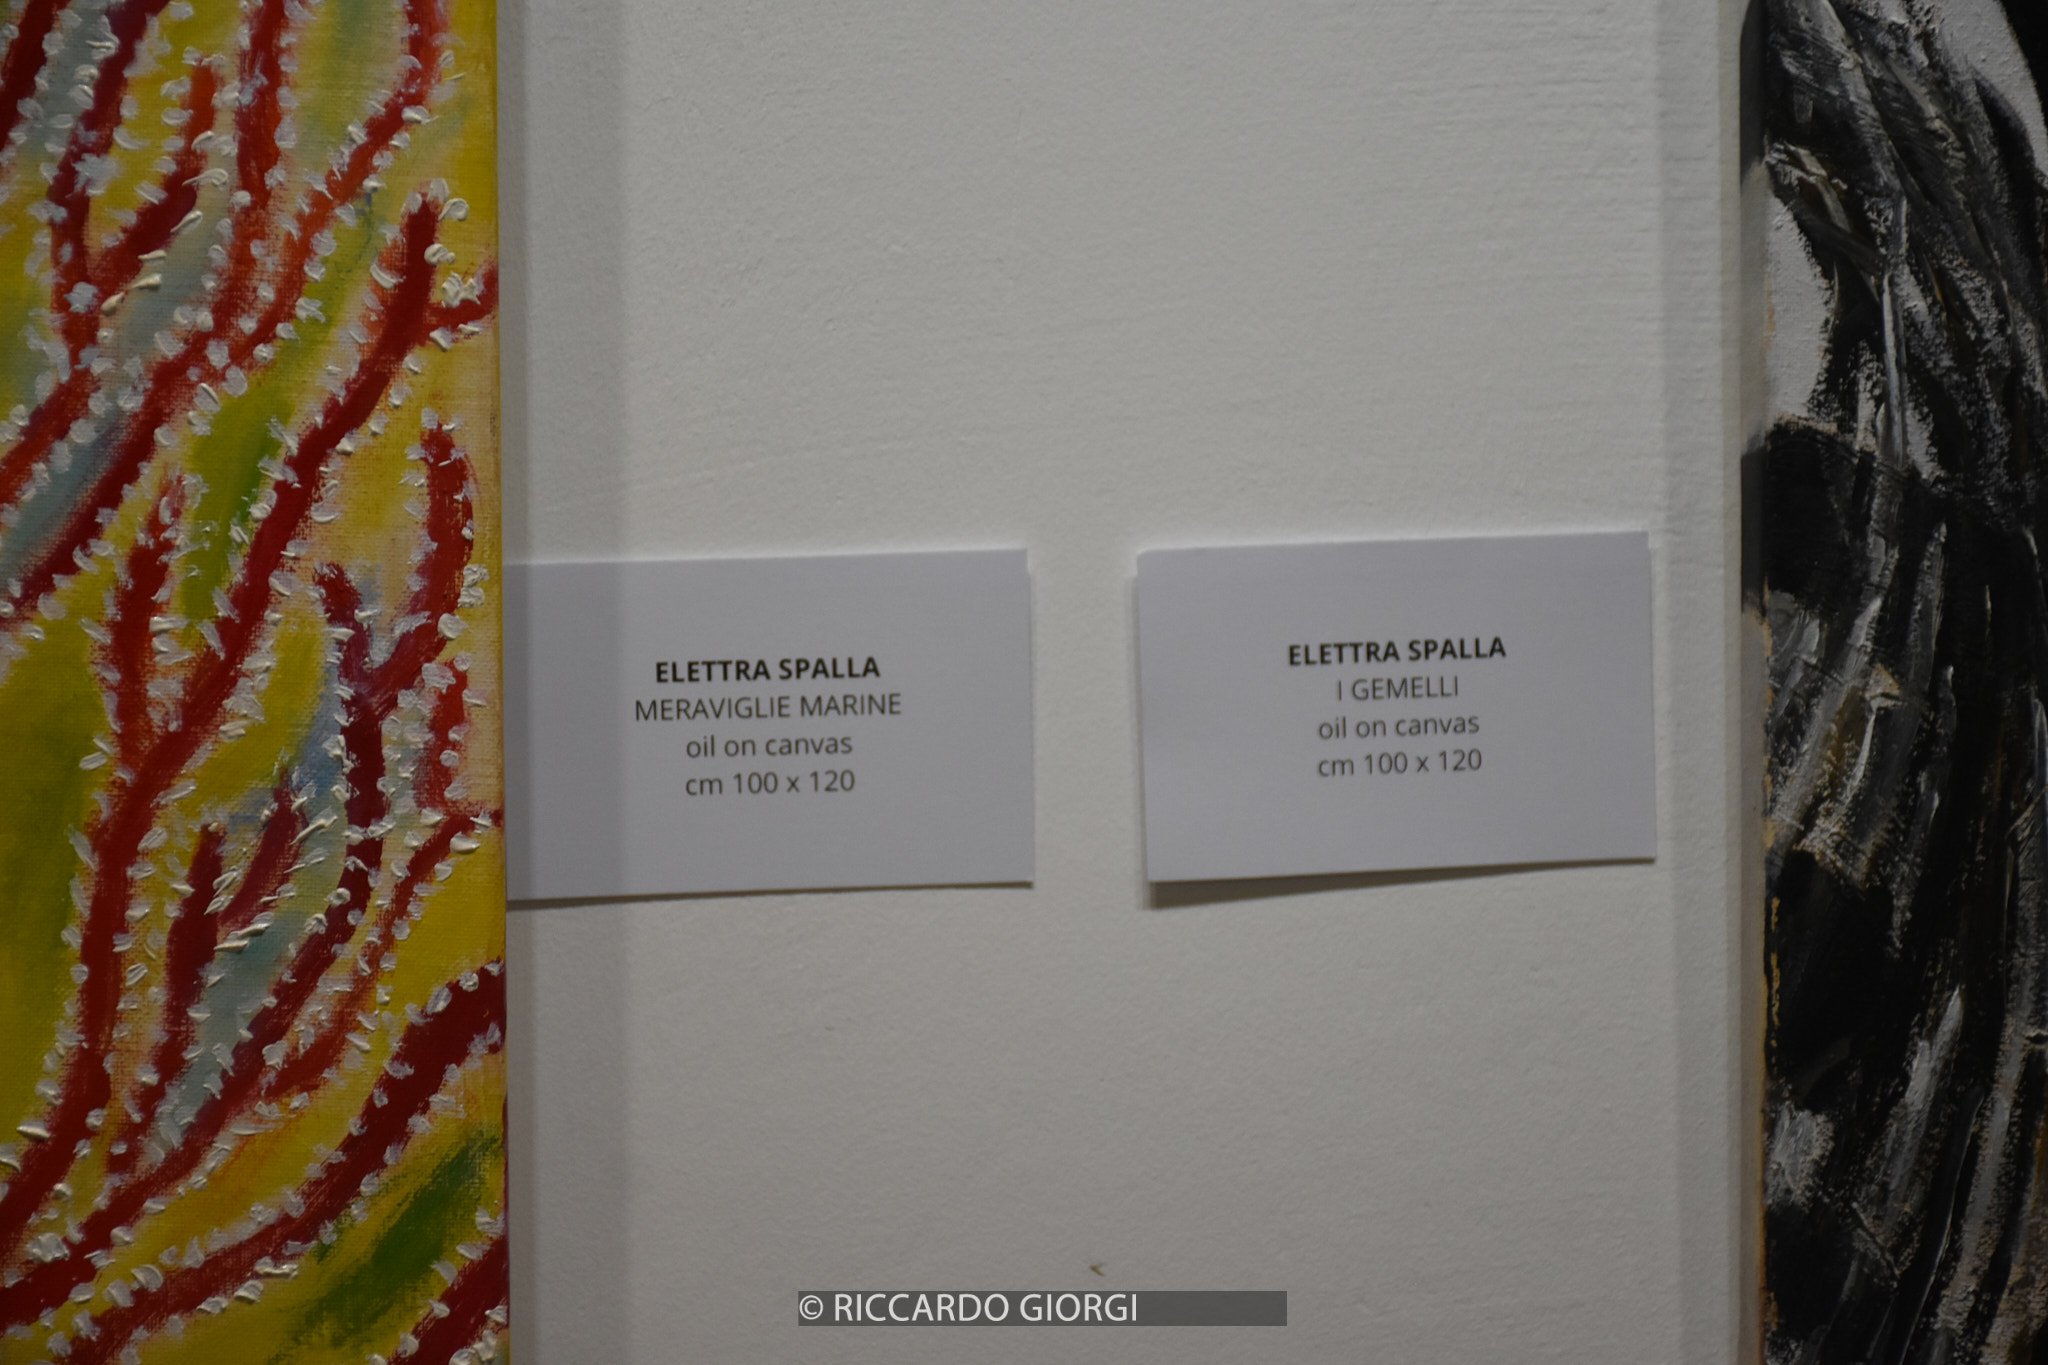 ELETTRA SPALLA
MERAVIGLIE MARINE
oil on canvas
cm 100 x 120
ELETTRA SPALLA
I GEMELLI
oil on canvas
cm 100 x 120
© RICCARDO GIORGI